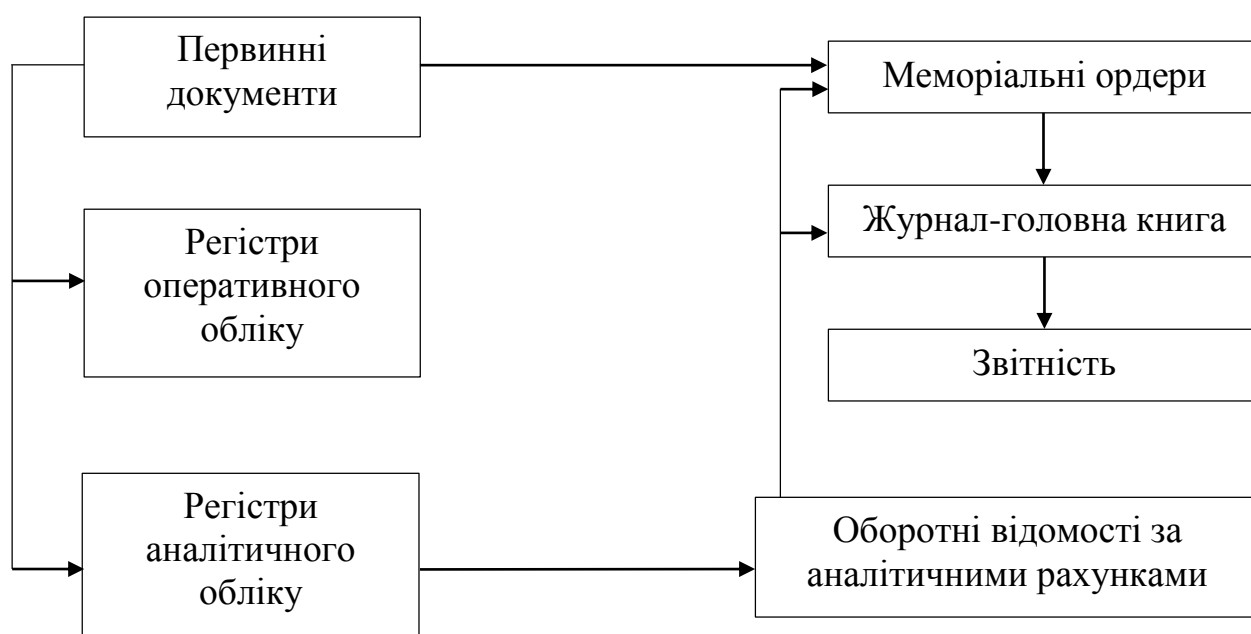 Первинні
документи
Меморіальні ордери
Журнал-головна книга
Регістри
оперативного
обліку
Звітність
Регістри
аналітичного
обліку
Оборотні відомості за
аналітичними рахунками